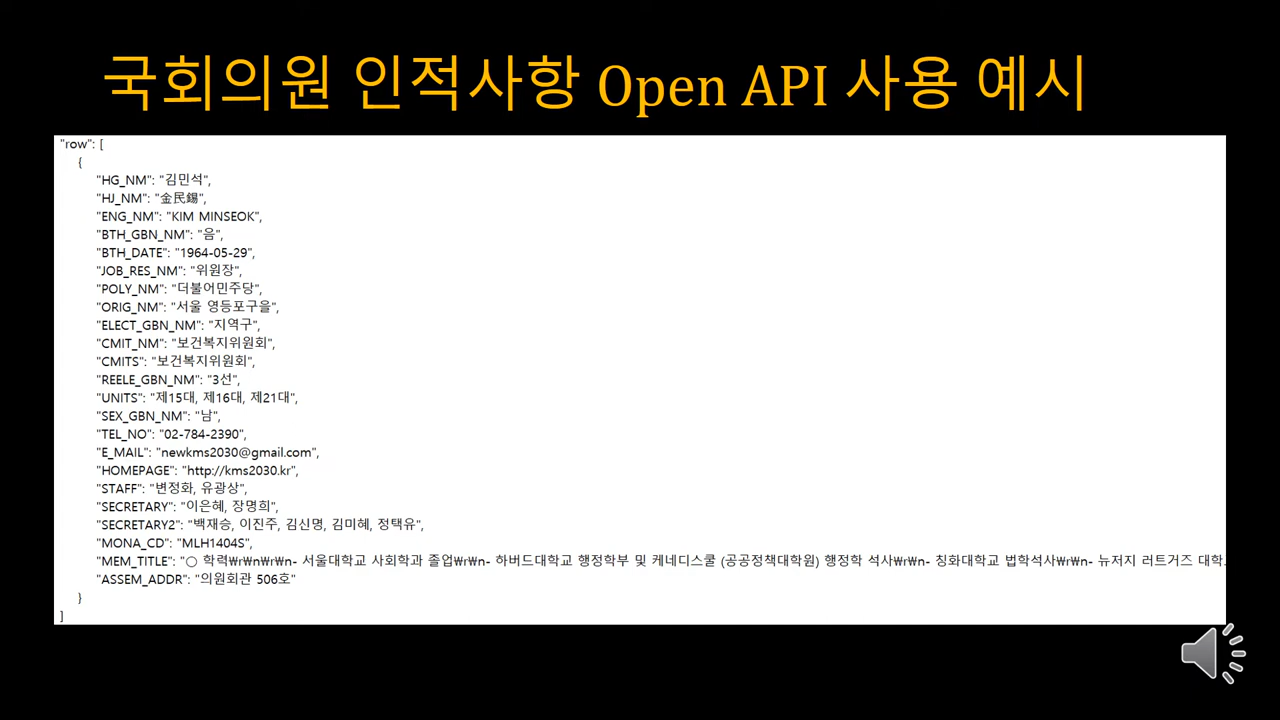 국회의원 인적사항 Open API 사용 예시
"row": [
{
"HG_NM": "김민석",
"HJ_NM": "金民錫",
"ENG_NM": "KIM MINSEOK",
"BTH_GBN_NM": "음",
"BTH_DATE": "1964-05-29",
"JOB_RES_NM": "위원장",
"POLY_NM": "더불어민주당",
"ORIG_NM": "서울 영등포구을",
"ELECT_GBN_NM": "지역구",
"CMIT_NM": "보건복지위원회",
"CMITS": "보건복지위원회",
"REELE_GBN_NM": "3선",
"UNITS": "제15대, 제16대, 제21대",
"SEX_GBN_NM": "남",
"TEL_NO": "02-784-2390",
"E_MAIL": "newkms2030@gmail.com",
"HOMEPAGE": "http://kms2030.kr",
"STAFF": "변정화, 유광상",
"SECRETARY": "이은혜, 장명희",
"SECRETARY2": "백재승, 이진주, 김신명, 김미혜, 정택유",
"MONA_CD": "MLH1404S",
"MEM_TITLE": "○ 학력₩r₩n₩r₩n- 서울대학교 사회학과 졸업₩r₩n- 하버드대학교 행정학부 및 케네디스쿨 (공공정책대학원) 행정학 석사₩r₩n- 칭화대학교 법학석사₩r₩n- 뉴저지 러트거즈 대학
"ASSEM_ADDR": "의원회관 506호"
}
]